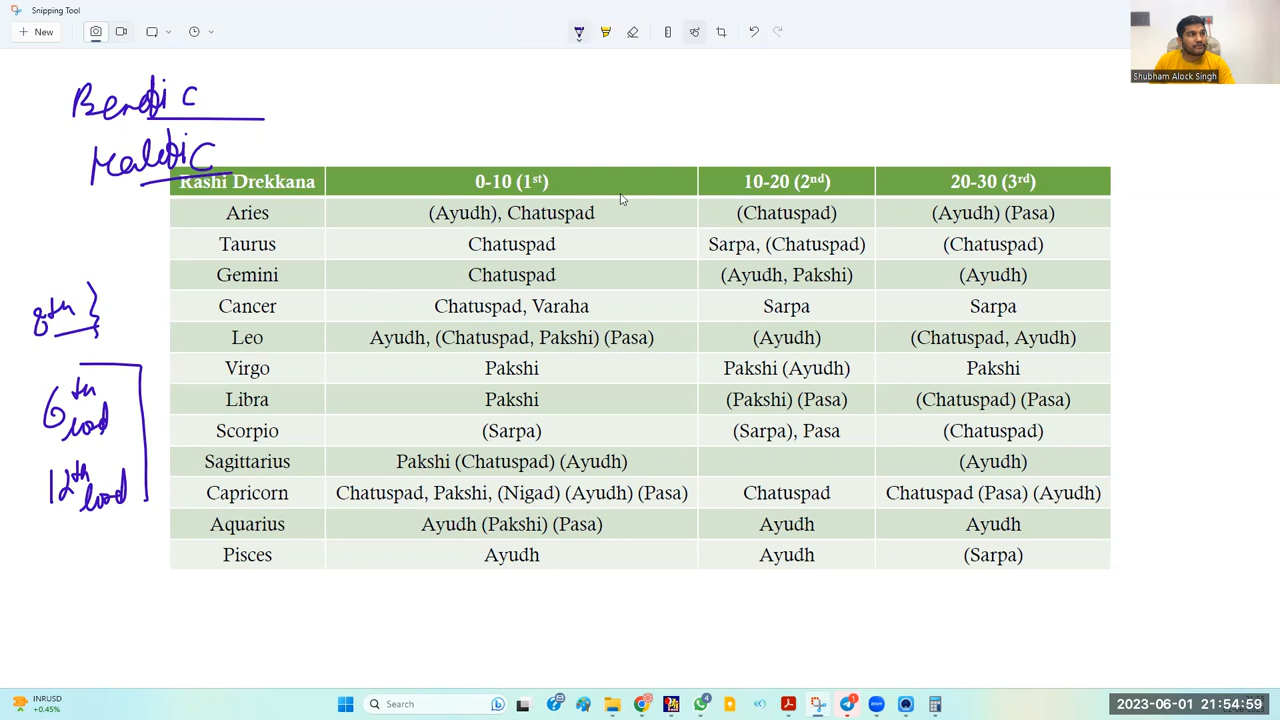 Snipping Tool
New
Shubham Alock Singh
Benefic
Malefic
Rashi Drekkana 0-10 (1st) 10-20 (2nd) 20-30 (3rd)
Aries (Ayudh), Chatuspad (Chatuspad) (Ayudh) (Pasa)
Taurus Chatuspad Sarpa, (Chatuspad) (Chatuspad)
Gemini Chatuspad (Ayudh, Pakshi) (Ayudh)
Cancer Chatuspad, Varaha Sarpa Sarpa
Leo Ayudh, (Chatuspad, Pakshi) (Pasa) (Ayudh) (Chatuspad, Ayudh)
Virgo Pakshi Pakshi (Ayudh) Pakshi
Libra Pakshi (Pakshi) (Pasa) (Chatuspad) (Pasa)
Scorpio (Sarpa) (Sarpa), Pasa (Chatuspad)
Sagittarius Pakshi (Chatuspad) (Ayudh) (Ayudh)
Capricorn Chatuspad, Pakshi, (Nigad) (Ayudh) (Pasa) Chatuspad Chatuspad (Pasa) (Ayudh)
Aquarius Ayudh (Pakshi) (Pasa) Ayudh Ayudh
Pisces Ayudh Ayudh (Sarpa)
8th }
6th
lord
12th
lord
INRUSD
+0.45%
Search
2023-06-01 21:54:59